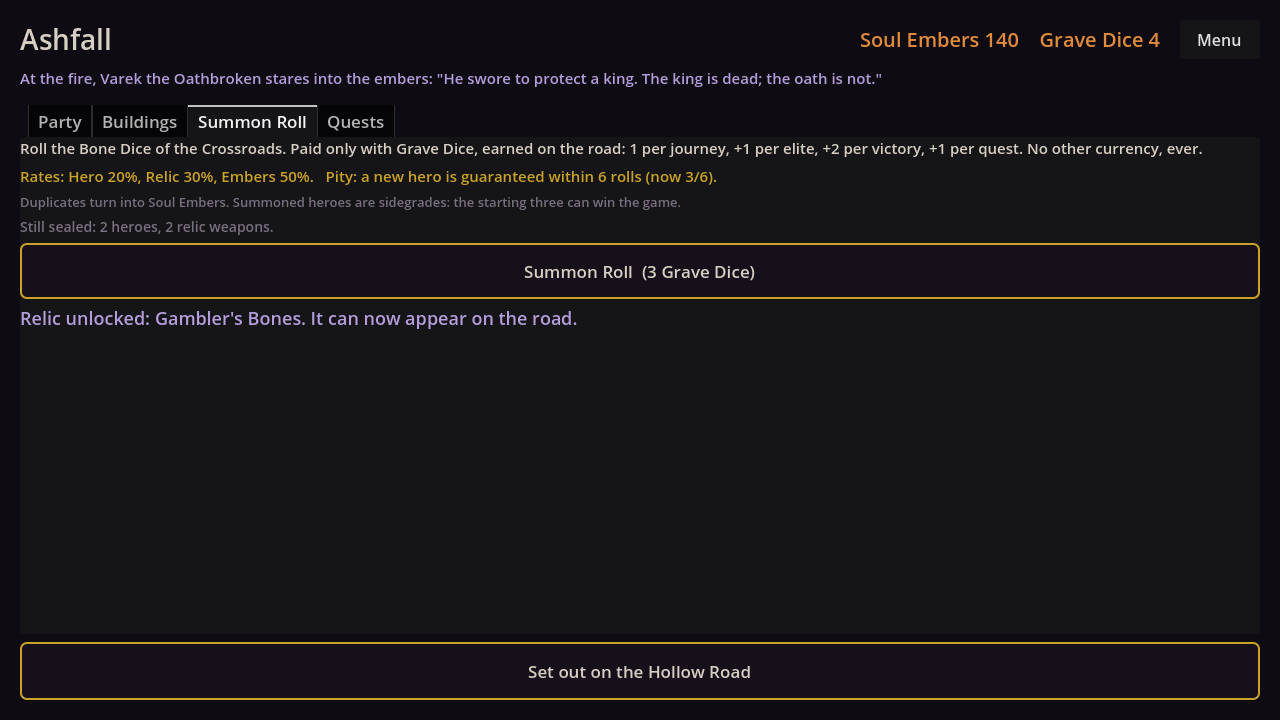 Ashfall
Soul Embers 140
Grave Dice 4
Menu
At the fire, Varek the Oathbroken stares into the embers: "He swore to protect a king. The king is dead; the oath is not."
Party
Buildings
Summon Roll
Quests
Roll the Bone Dice of the Crossroads. Paid only with Grave Dice, earned on the road: 1 per journey, +1 per elite, +2 per victory, +1 per quest. No other currency, ever.
Rates: Hero 20%, Relic 30%, Embers 50%.   Pity: a new hero is guaranteed within 6 rolls (now 3/6).
Duplicates turn into Soul Embers. Summoned heroes are sidegrades: the starting three can win the game.
Still sealed: 2 heroes, 2 relic weapons.
Summon Roll  (3 Grave Dice)
Relic unlocked: Gambler's Bones. It can now appear on the road.
Set out on the Hollow Road